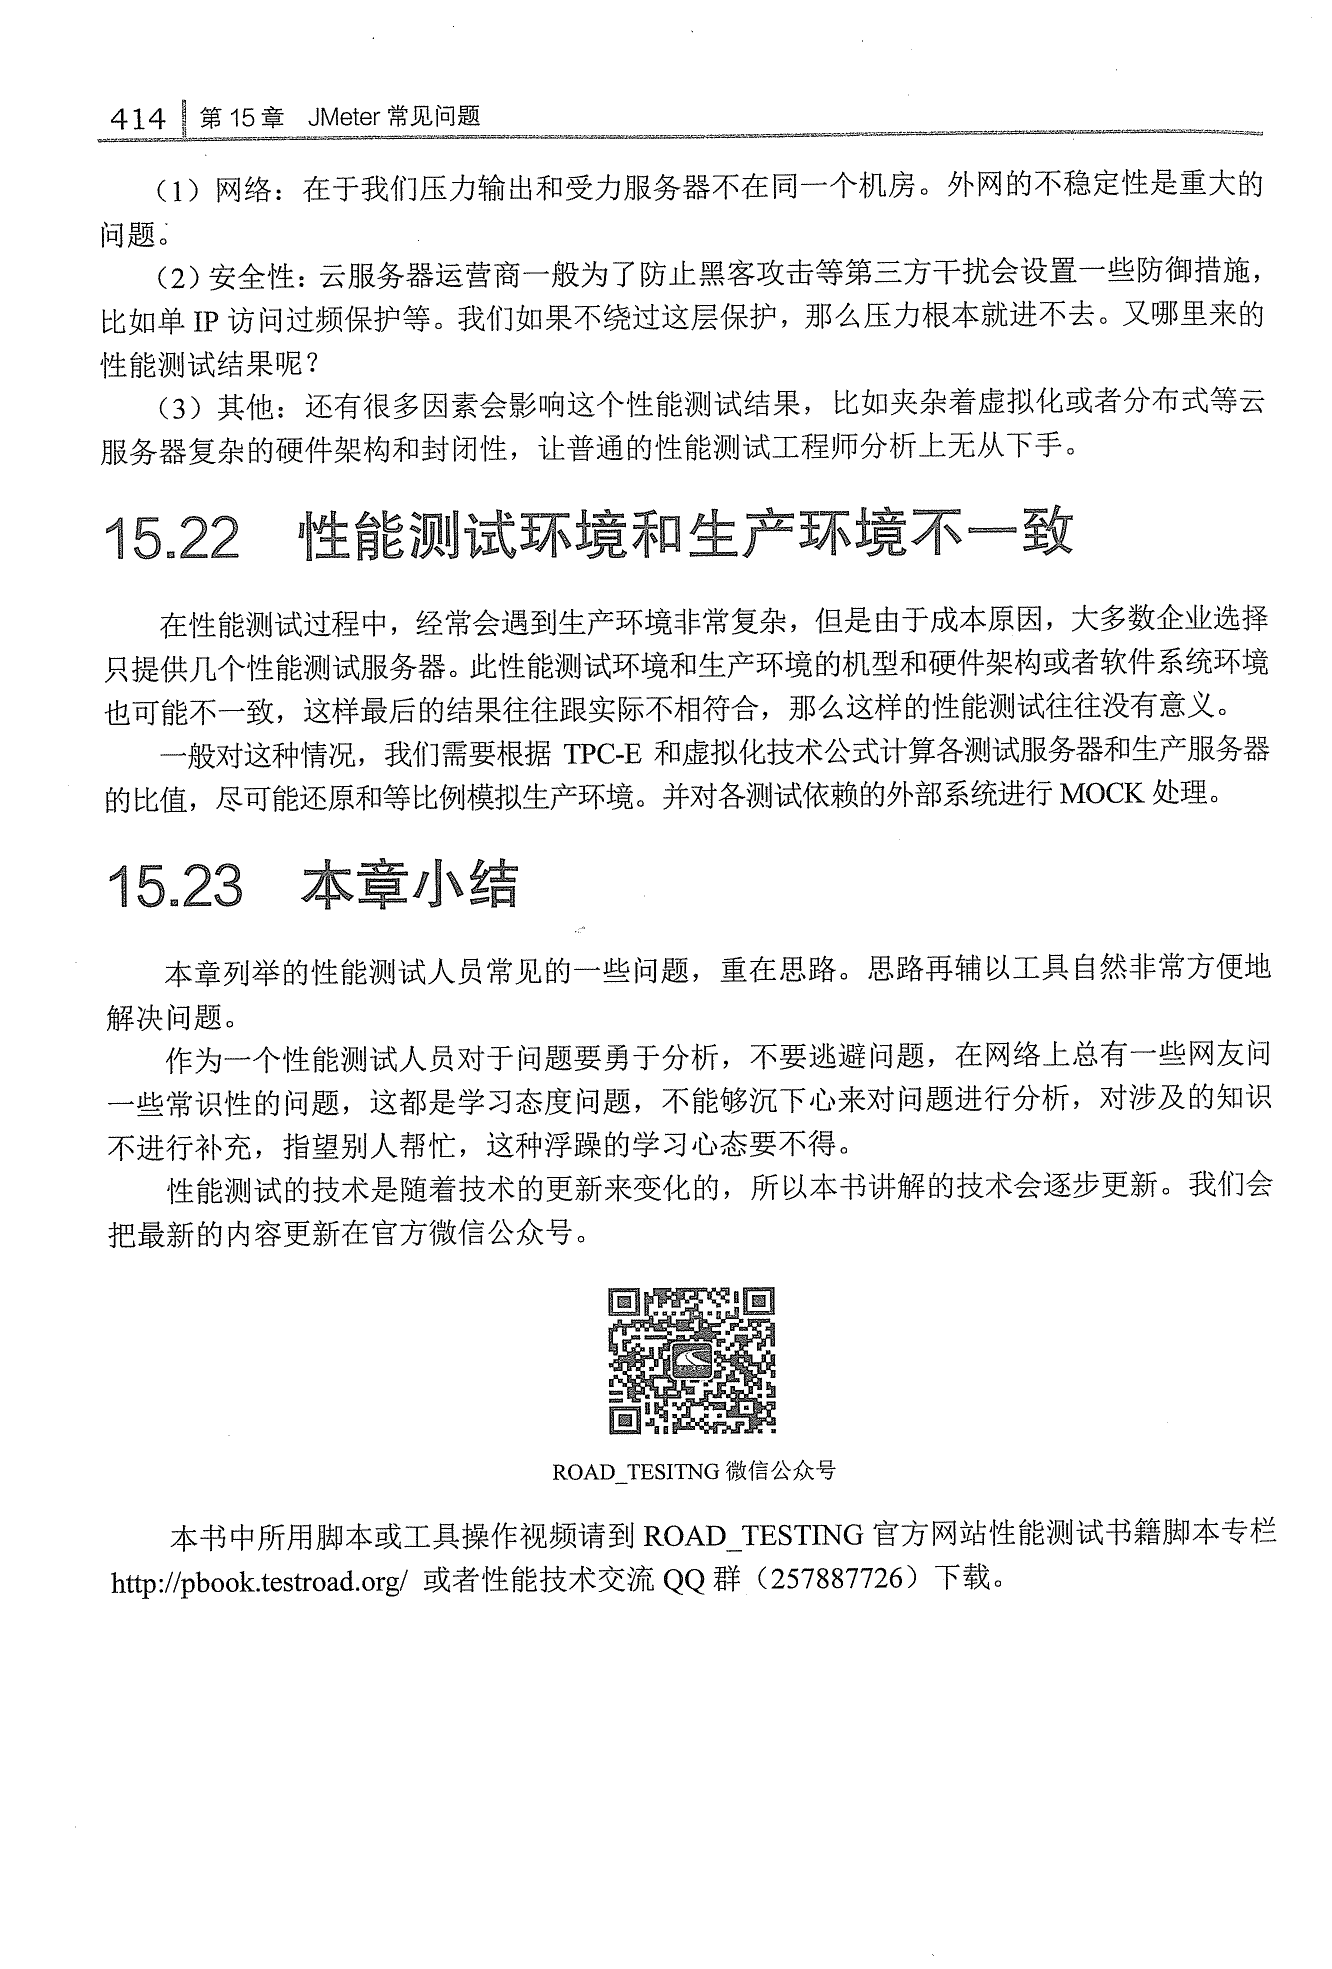 414 第15章 JMeter 常见问题
（1）网络：在于我们压力输出和受力服务器不在同一个机房。外网的不稳定性是重大的
问题。
（2）安全性：云服务器运营商一般为了防止黑客攻击等第三方干扰会设置一些防御措施，
比如单 IP 访问过频保护等。我们如果不绕过这层保护，那么压力根本就进不去。又哪里来的
性能测试结果呢？
（3）其他：还有很多因素会影响这个性能测试结果，比如夹杂着虚拟化或者分布式等云
服务器复杂的硬件架构和封闭性，让普通的性能测试工程师分析上无从下手。
15.22 性能测试环境和生产环境不一致
在性能测试过程中，经常会遇到生产环境非常复杂，但是由于成本原因，大多数企业选择
只提供几个性能测试服务器。此性能测试环境和生产环境的机型和硬件架构或者软件系统环境
也可能不一致，这样最后的结果往往跟实际不相符合，那么这样的性能测试往往没有意义。
一般对这种情况，我们需要根据 TPC-E 和虚拟化技术公式计算各测试服务器和生产服务器
的比值，尽可能还原和等比例模拟生产环境。并对各测试依赖的外部系统进行 MOCK 处理。
15.23 本章小结
本章列举的性能测试人员常见的一些问题，重在思路。思路再辅以工具自然非常方便地
解决问题。
作为一个性能测试人员对于问题要勇于分析，不要逃避问题，在网络上总有一些网友问
一些常识性的问题，这都是学习态度问题，不能够沉下心来对问题进行分析，对涉及的知识
不进行补充，指望别人帮忙，这种浮躁的学习心态要不得。
性能测试的技术是随着技术的更新来变化的，所以本书讲解的技术会逐步更新。我们会
把最新的内容更新在官方微信公众号。
ROAD_TESITNG 微信公众号
本书中所用脚本或工具操作视频请到 ROAD_TESTING 官方网站性能测试书籍脚本专栏
http://pbook.testroad.org/ 或者性能技术交流 QQ 群（257887726）下载。